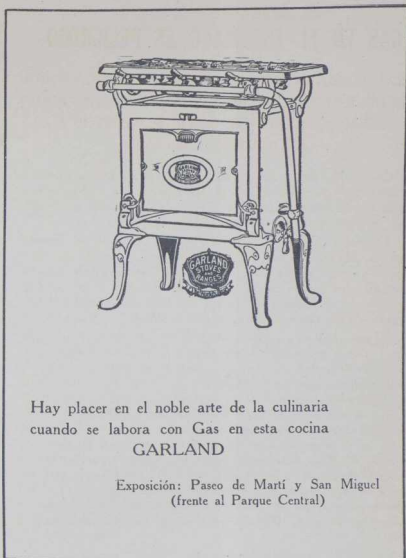 GARLAND
GARLAND
STOVES
AND
RANGES
Hay placer en el noble arte de la culinaria
cuando se labora con Gas en esta cocina
GARLAND
Exposición: Paseo de Martí y San Miguel
(frente al Parque Central)